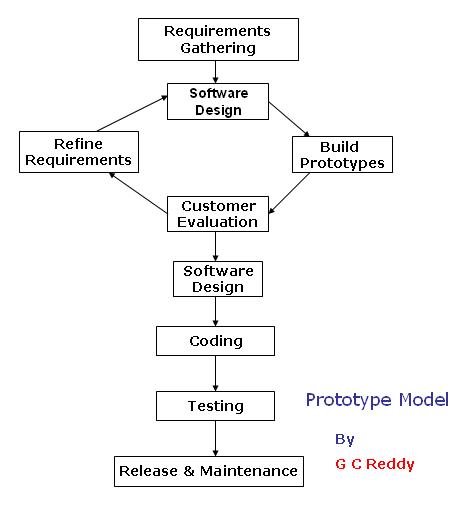 Requirements
Gathering
Software
Design
Refine
Requirements
Build
Prototypes
Customer
Evaluation
Software
Design
Coding
Testing
Prototype Model
By
G C Reddy
Release & Maintenance